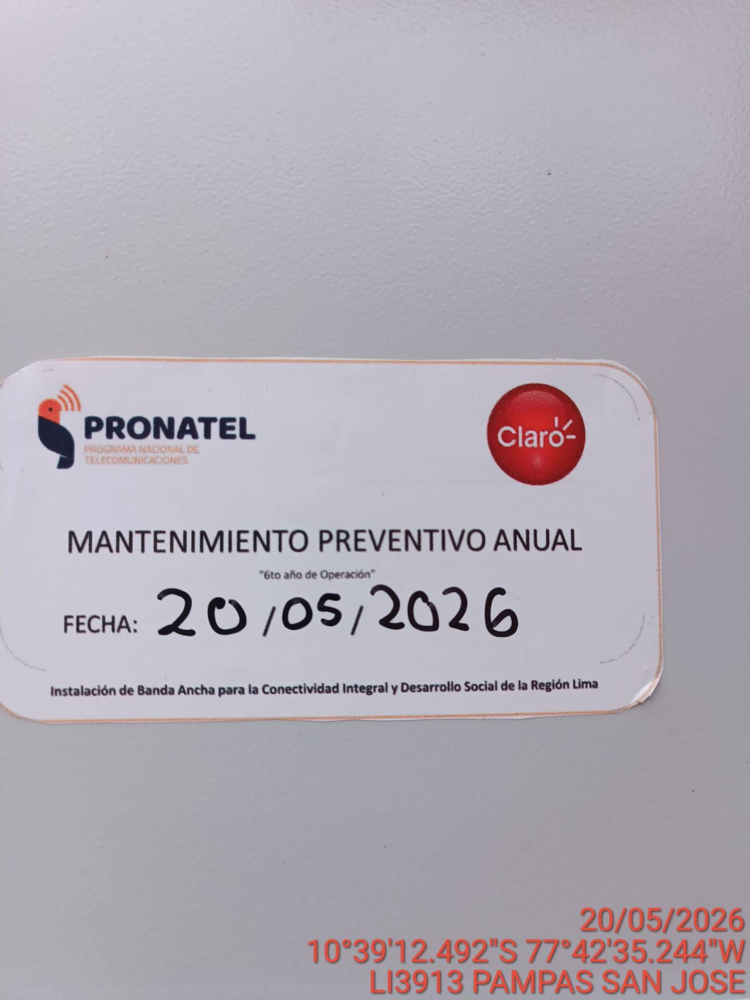 PRONATEL
PROGRAMA NACIONAL DE
TELECOMUNICACIONES
Claro
MANTENIMIENTO PREVENTIVO ANUAL
"6to año de Operación"
FECHA: 20/05/2026
Instalación de Banda Ancha para la Conectividad Integral y Desarrollo Social de la Región Lima
20/05/2026
10°39'12.492"S 77°42'35.244"W
LI3913 PAMPAS SAN JOSE